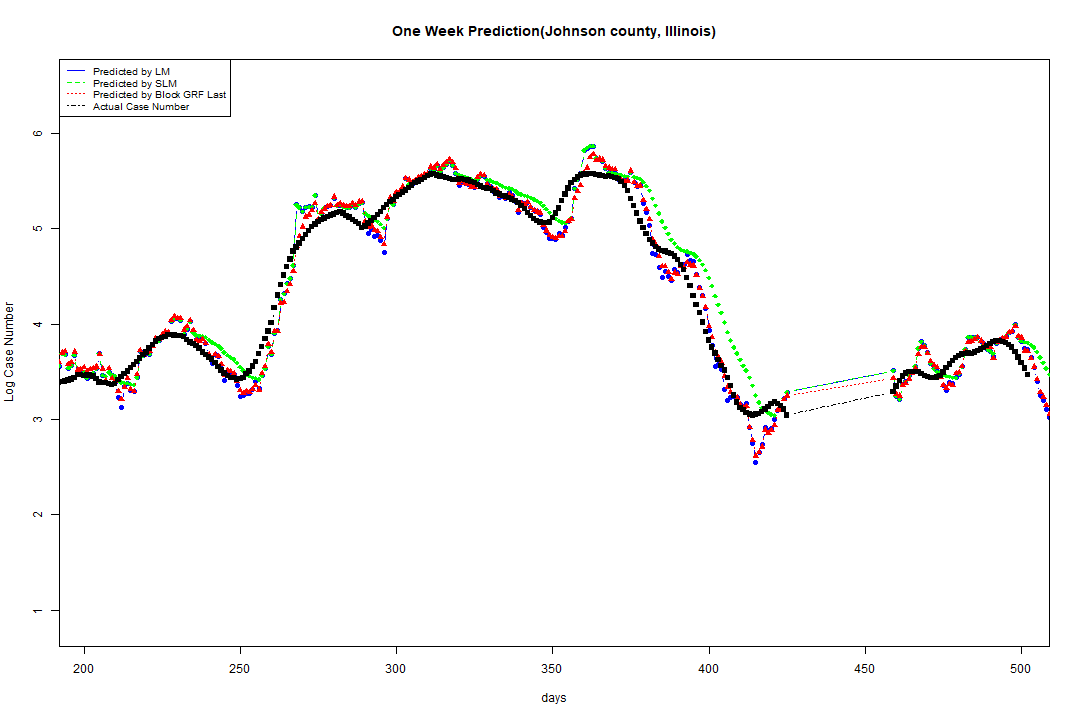 One Week Prediction(Johnson county, Illinois)
Predicted by LM
Predicted by SLM
Predicted by Block GRF Last
Actual Case Number
6
5
4
3
2
1
Log Case Number
200 250 300 350 400 450 500
days